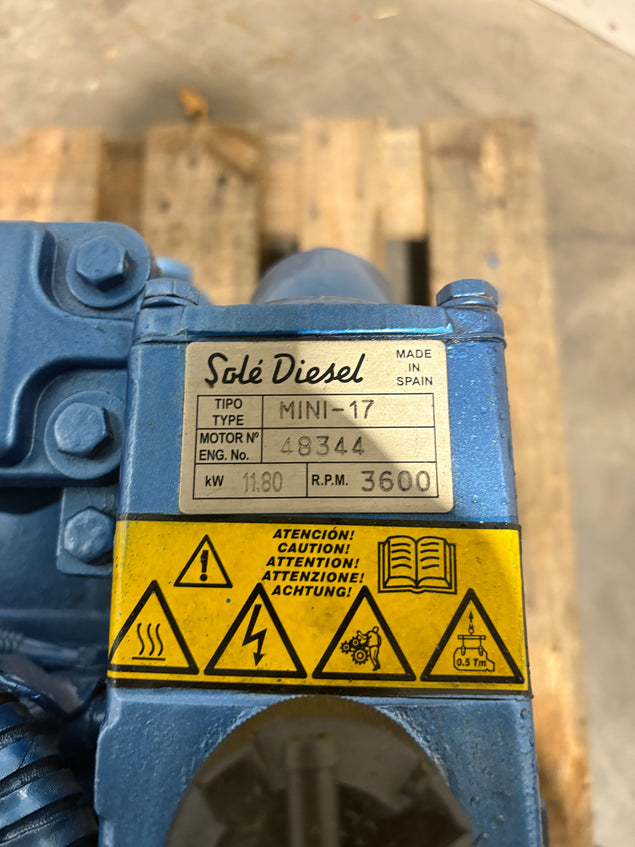 Solé Diesel
MADE
IN
SPAIN
TIPO
TYPE
MINI-17
MOTOR Nº
ENG. No.
48344
kW 11.80 R.P.M. 3600
ATENCIÓN!
CAUTION!
ATTENTION!
ATTENZIONE!
ACHTUNG!
!
0.5 Tm